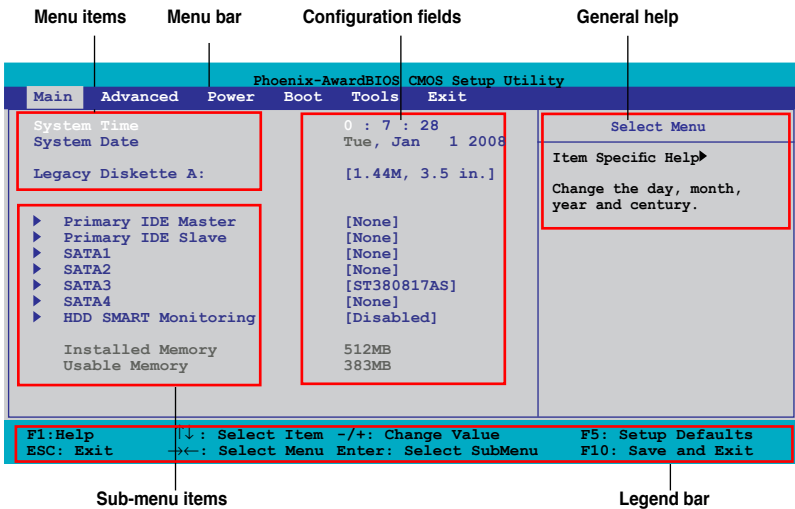 Menu items Menu bar Configuration fields General help
Phoenix-AwardBIOS CMOS Setup Utility
Main Advanced Power Boot Tools Exit
System Time 0 : 7 : 28
System Date Tue, Jan 1 2008
Legacy Diskette A: [1.44M, 3.5 in.]
Primary IDE Master [None]
Primary IDE Slave [None]
SATA1 [None]
SATA2 [None]
SATA3 [ST380817AS]
SATA4 [None]
HDD SMART Monitoring [Disabled]
Installed Memory 512MB
Usable Memory 383MB
Select Menu
Item Specific Help
Change the day, month,
year and century.
F1:Help ↑↓: Select Item -/+: Change Value F5: Setup Defaults
ESC: Exit →←: Select Menu Enter: Select SubMenu F10: Save and Exit
Sub-menu items Legend bar